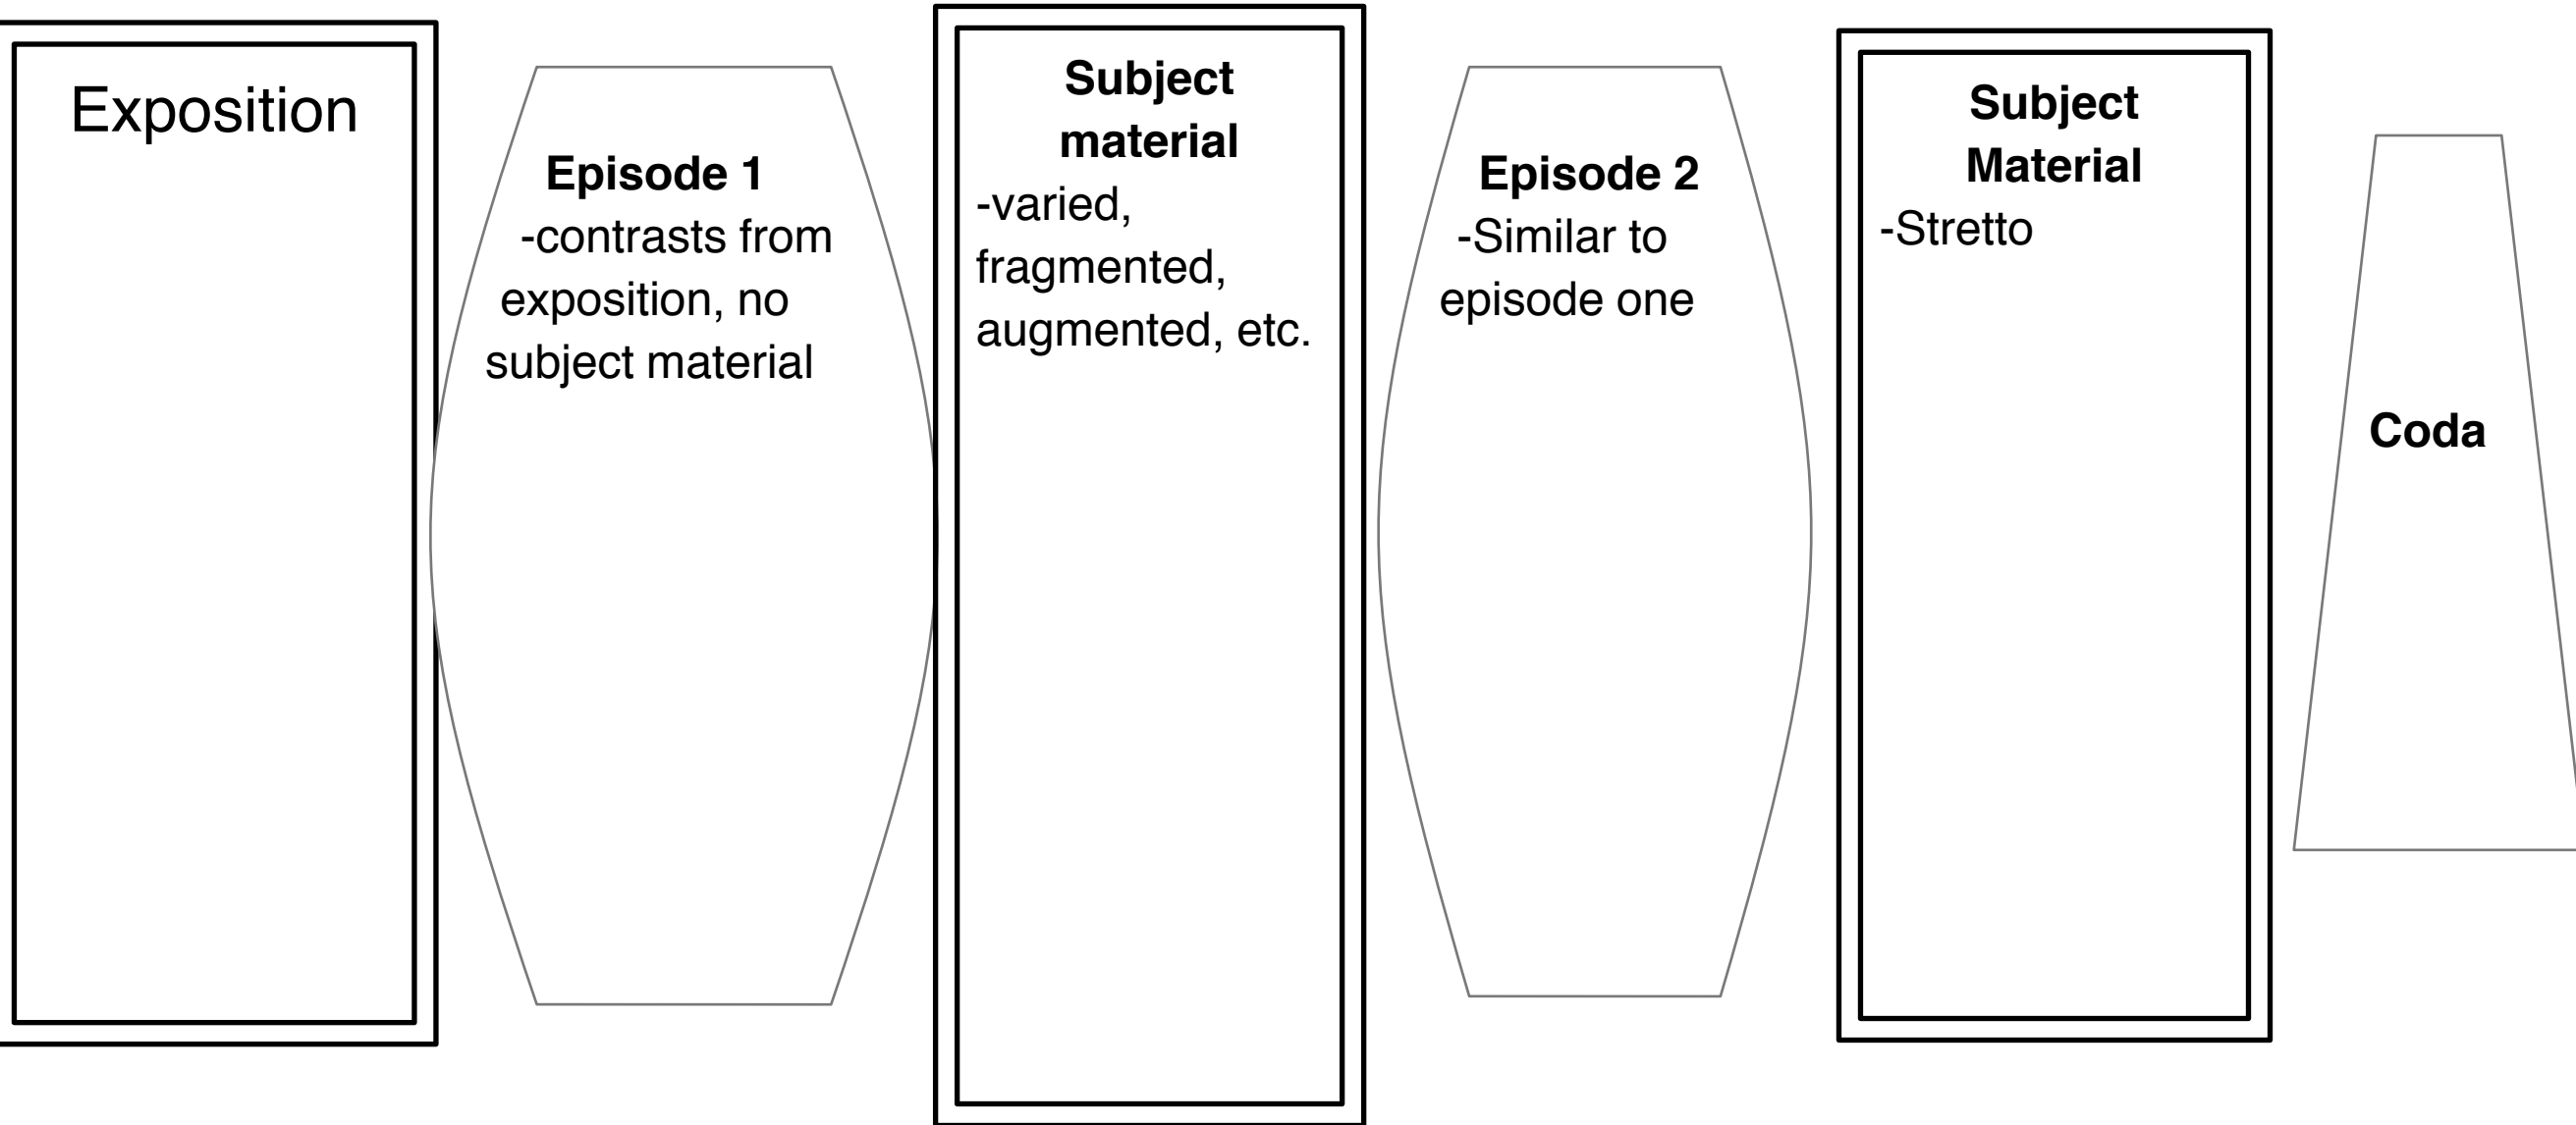 Exposition
Episode 1
-contrasts from
exposition, no
subject material
Subject
material
-varied,
fragmented,
augmented, etc.
Episode 2
-Similar to
episode one
Subject
Material
-Stretto
Coda